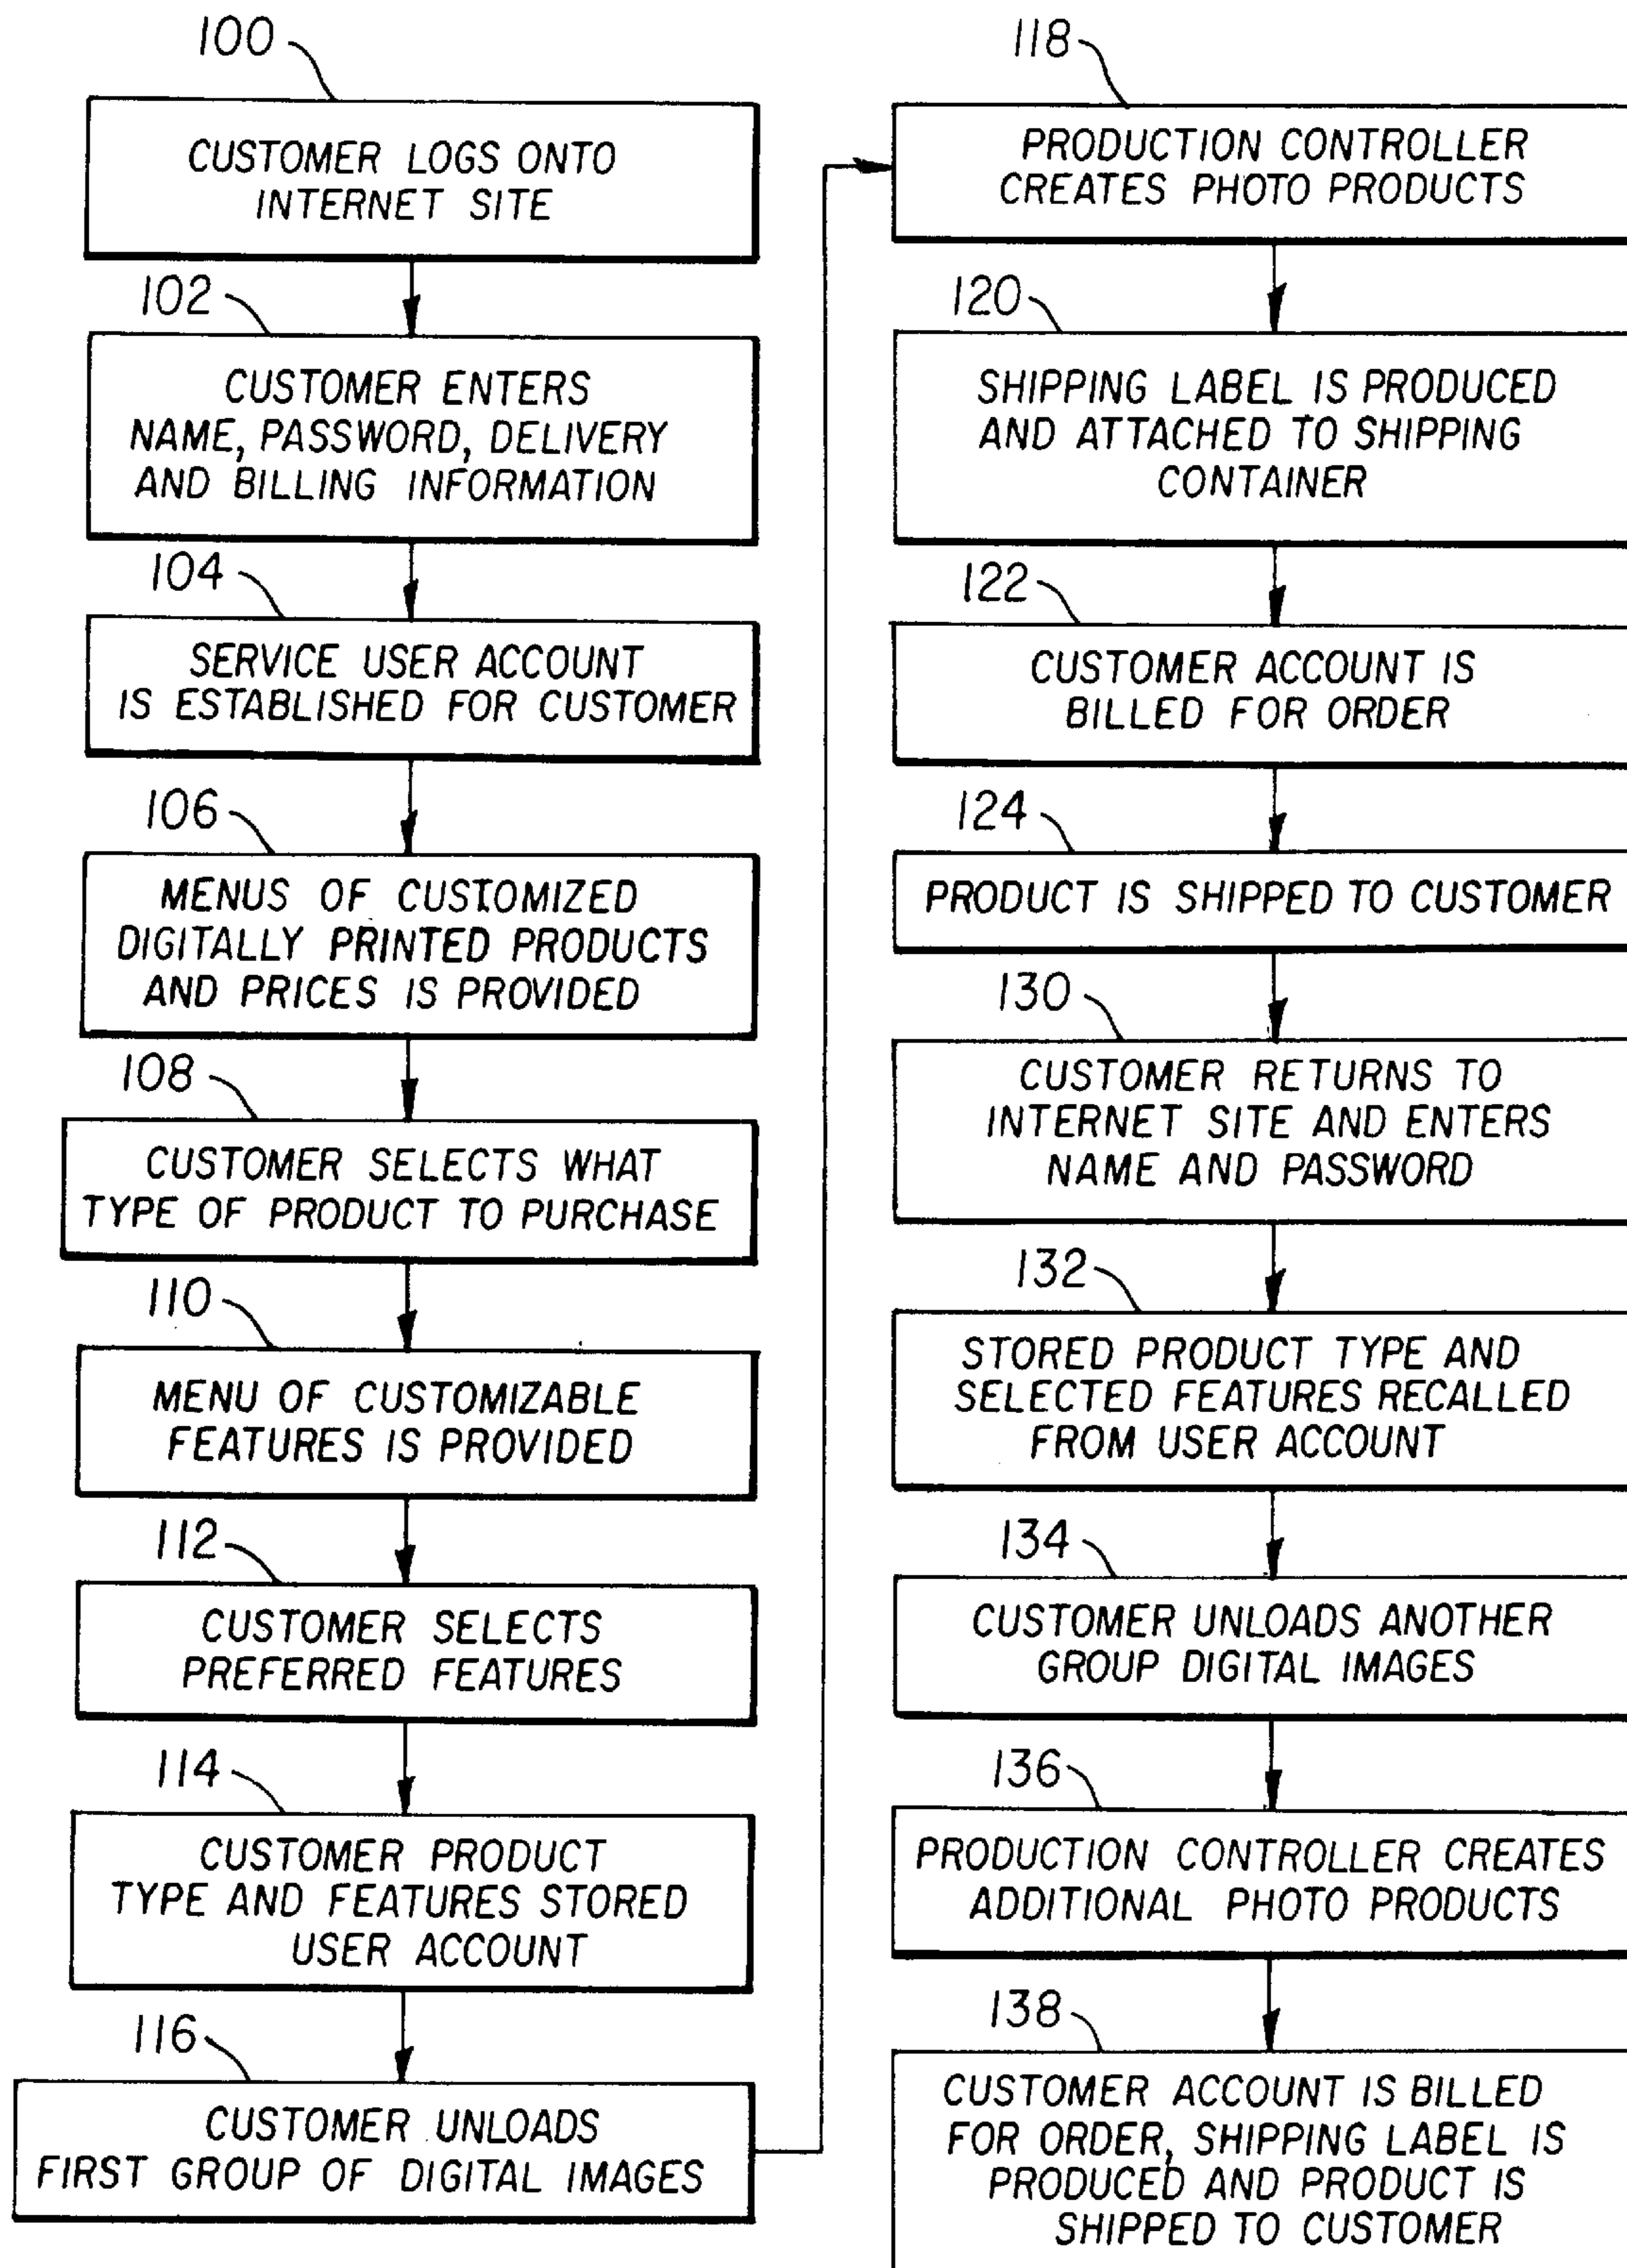 100
CUSTOMER LOGS ONTO
INTERNET SITE
102
CUSTOMER ENTERS
NAME, PASSWORD, DELIVERY
AND BILLING INFORMATION
104
SERVICE USER ACCOUNT
IS ESTABLISHED FOR CUSTOMER
106
MENUS OF CUSTOMIZED
DIGITALLY PRINTED PRODUCTS
AND PRICES IS PROVIDED
108
CUSTOMER SELECTS WHAT
TYPE OF PRODUCT TO PURCHASE
110
MENU OF CUSTOMIZABLE
FEATURES IS PROVIDED
112
CUSTOMER SELECTS
PREFERRED FEATURES
114
CUSTOMER PRODUCT
TYPE AND FEATURES STORED
USER ACCOUNT
116
CUSTOMER UNLOADS
FIRST GROUP OF DIGITAL IMAGES
118
PRODUCTION CONTROLLER
CREATES PHOTO PRODUCTS
120
SHIPPING LABEL IS PRODUCED
AND ATTACHED TO SHIPPING
CONTAINER
122
CUSTOMER ACCOUNT IS
BILLED FOR ORDER
124
PRODUCT IS SHIPPED TO CUSTOMER
130
CUSTOMER RETURNS TO
INTERNET SITE AND ENTERS
NAME AND PASSWORD
132
STORED PRODUCT TYPE AND
SELECTED FEATURES RECALLED
FROM USER ACCOUNT
134
CUSTOMER UNLOADS ANOTHER
GROUP DIGITAL IMAGES
136
PRODUCTION CONTROLLER CREATES
ADDITIONAL PHOTO PRODUCTS
138
CUSTOMER ACCOUNT IS BILLED
FOR ORDER, SHIPPING LABEL IS
PRODUCED AND PRODUCT IS
SHIPPED TO CUSTOMER